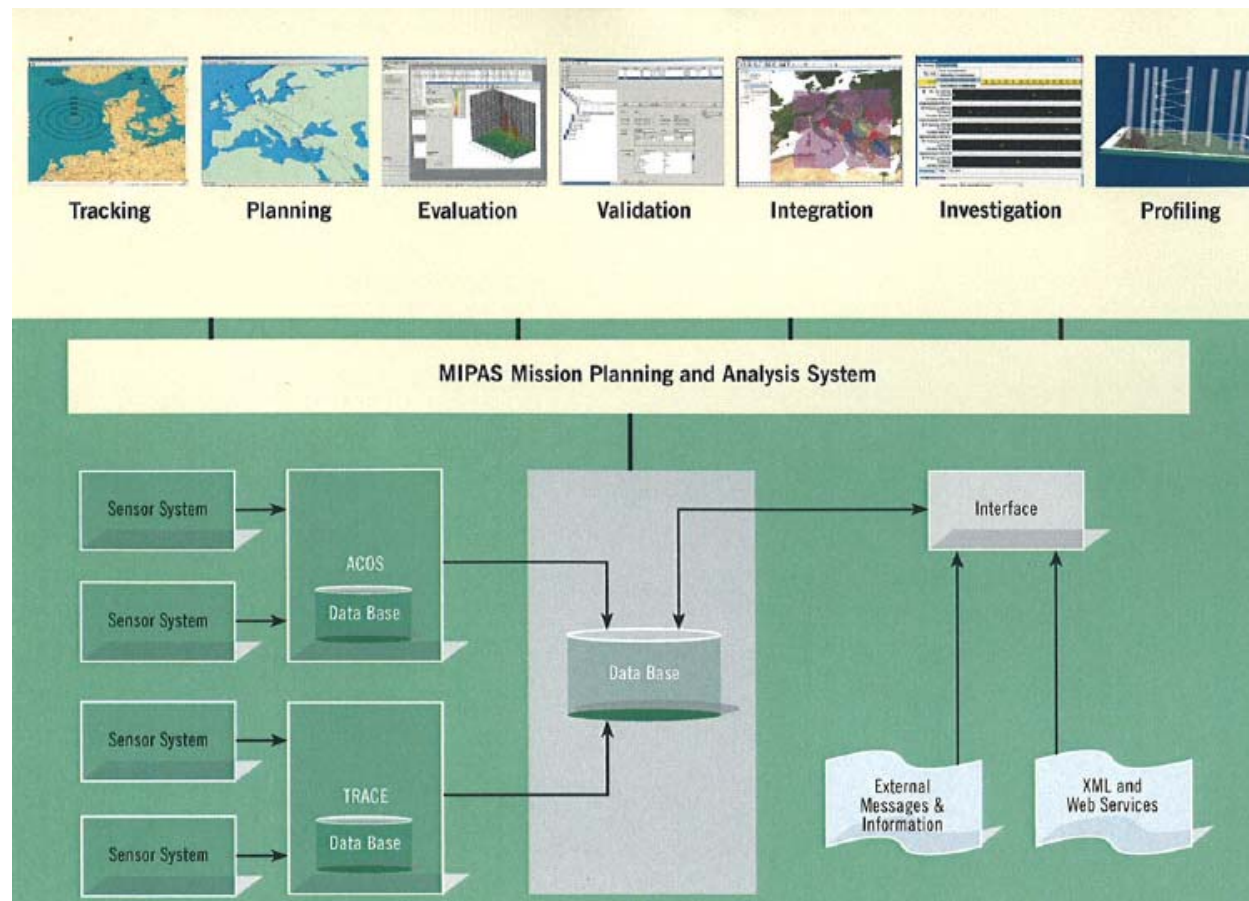 Tracking
Planning
Evaluation
Validation
Integration
Investigation
Profiling
MIPAS Mission Planning and Analysis System
Sensor System
Sensor System
ACOS
Data Base
Sensor System
Sensor System
TRACE
Data Base
Data Base
Interface
External
Messages &
Information
XML and
Web Services